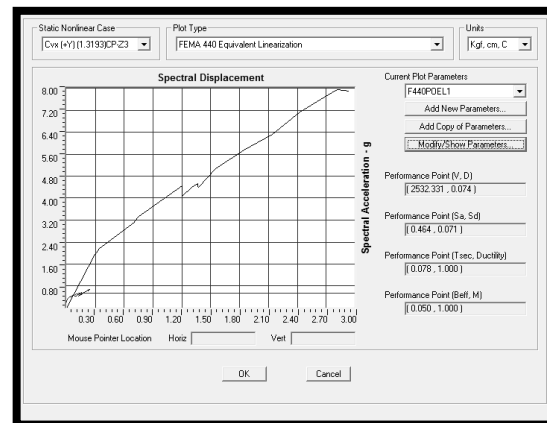 Static Nonlinear Case
Cvx (+Y) (1.3193)CP-Z3
Plot Type
FEMA 440 Equivalent Linearization
Units
Kgf, cm, C
Spectral Displacement
8.00
7.20
6.40
5.60
4.80
4.00
3.20
2.40
1.60
0.80
0.30 0.60 0.90 1.20 1.50 1.80 2.10 2.40 2.70 3.00
Spectral Acceleration - g
Mouse Pointer Location Horiz Vert
Current Plot Parameters
F440POEL1
Add New Parameters...
Add Copy of Parameters...
Modify/Show Parameters...
Performance Point (V, D)
( 2532.331 , 0.074 )
Performance Point (Sa, Sd)
( 0.464 , 0.071 )
Performance Point (Tsec, Ductility)
( 0.078 , 1.000 )
Performance Point (Beff, M)
( 0.050 , 1.000 )
OK
Cancel